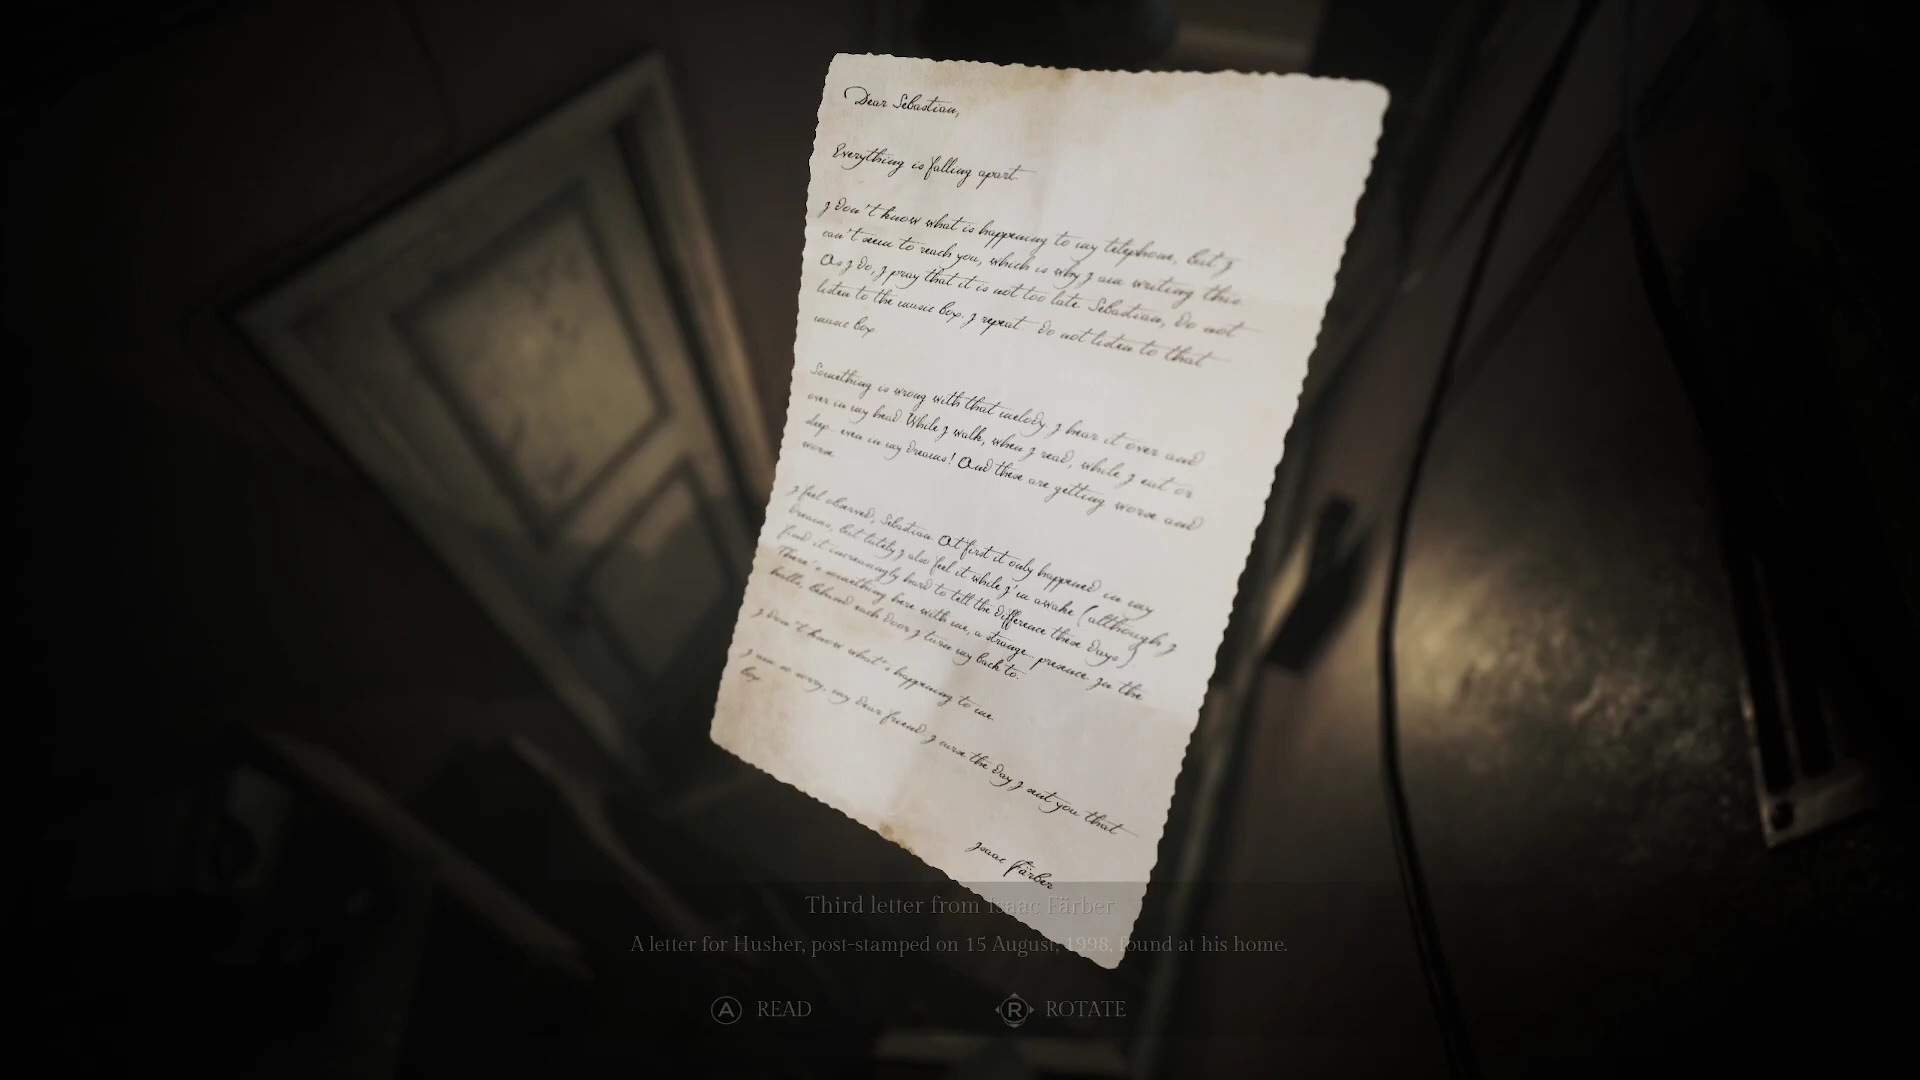 Dear Sebastian,
Everything is falling apart.
I don't know what is happening to my telephone, but I
can't seem to reach you, which is why I am writing this.
As I do, I pray that it is not too late. Sebastian, do not
listen to the music box. I repeat: do not listen to that
music box.
Something is wrong with that melody. I hear it over and
over in my head. While I walk, when I read, while I eat or
sleep... even in my dreams! And these are getting worse and
worse.
I feel observed, Sebastian. At first it only happened in my
dreams, but lately I also feel it while I'm awake (although I
find it increasingly hard to tell the difference these days).
There's something here with me, a strange... presence. In the
halls, behind each door I turn my back to...
I don't know what's happening to me.
I am so sorry, my dear friend. I curse the day I sent you that
box.
Isaac Färber
Third letter from Isaac Färber
A letter for Husher, post-stamped on 15 August, 1998, found at his home.
A READ R ROTATE